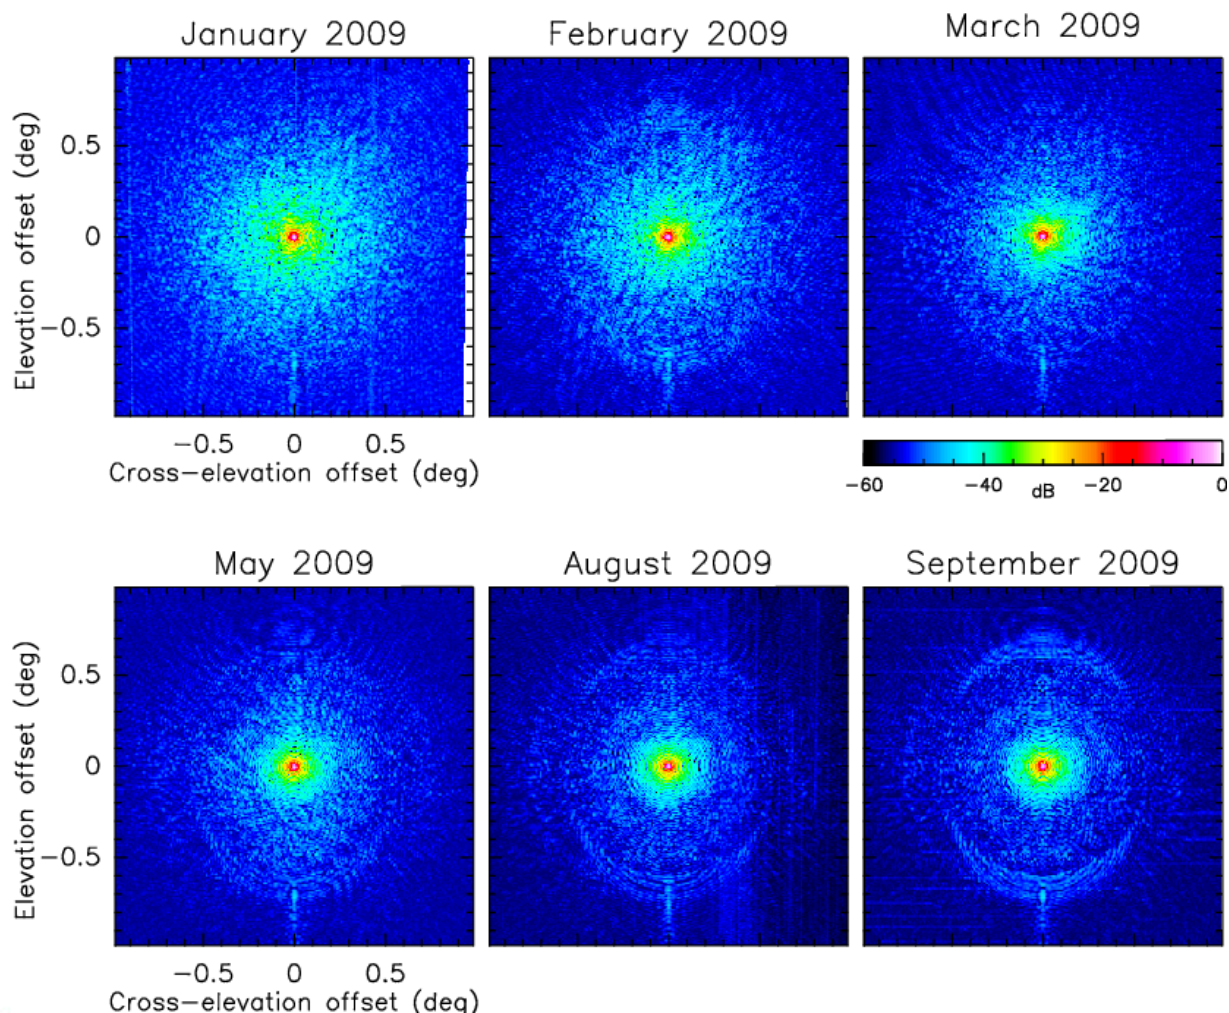 January 2009
February 2009
March 2009
Elevation offset (deg)
0.5
0
−0.5
−0.5 0 0.5
Cross−elevation offset (deg)
−60 −40 −20 0
dB
May 2009
August 2009
September 2009
Elevation offset (deg)
0.5
0
−0.5
−0.5 0 0.5
Cross−elevation offset (deg)